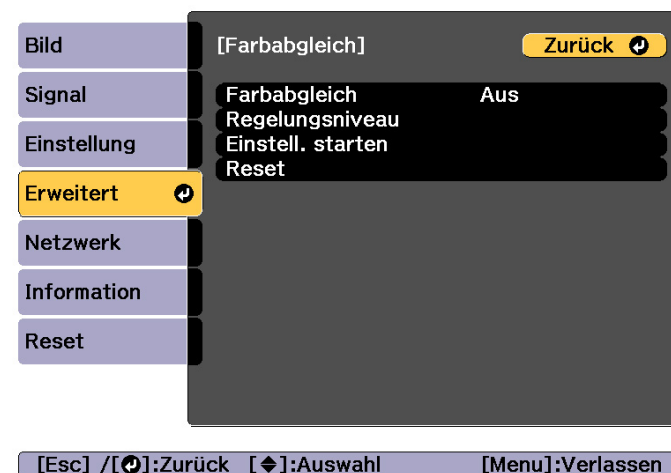 Bild
Signal
Einstellung
Erweitert
Netzwerk
Information
Reset
[Farbabgleich]
Zurück
Farbabgleich Aus
Regelungsniveau
Einstell. starten
Reset
[Esc] /[⏎]:Zurück [◆]:Auswahl [Menu]:Verlassen